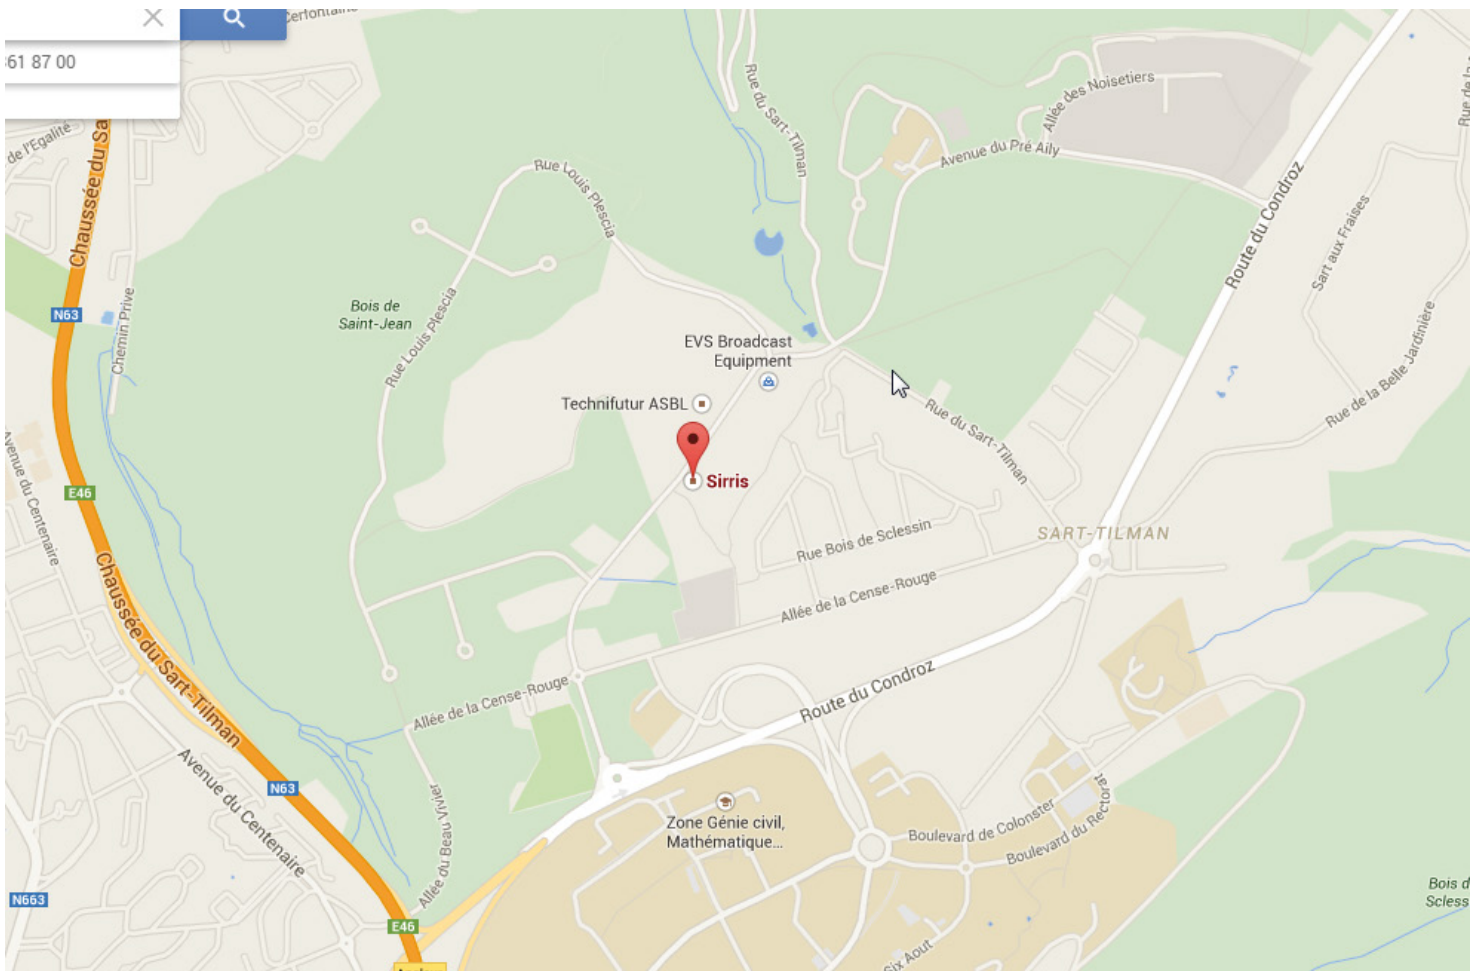 Cerfontaine
361 87 00
de l'Egalité
Chaussée du Sa
Rue du Sart-Tilman
Allée des Noisetiers
Avenue du Pré Aily
Rue Louis Plescia
Route du Condroz
Sart aux Fraises
Rue de la
Chemin Privé
N63
Bois de
Saint-Jean
Rue Louis Plescia
EVS Broadcast
Equipment
Technifutur ASBL
Rue du Sart-Tilman
Rue de la Belle Jardinière
Sirris
E46
Avenue du Centenaire
Rue Bois de Sclessin
SART-TILMAN
Allée de la Cense-Rouge
Chaussée du Sart-Tilman
Allée de la Cense-Rouge
Route du Condroz
Avenue du Centenaire
N63
Allée du Beau Vivier
Zone Génie civil,
Mathématique...
Boulevard de Colonster
Boulevard du Rectorat
N663
E46
Bois d
Scless
Six Aout